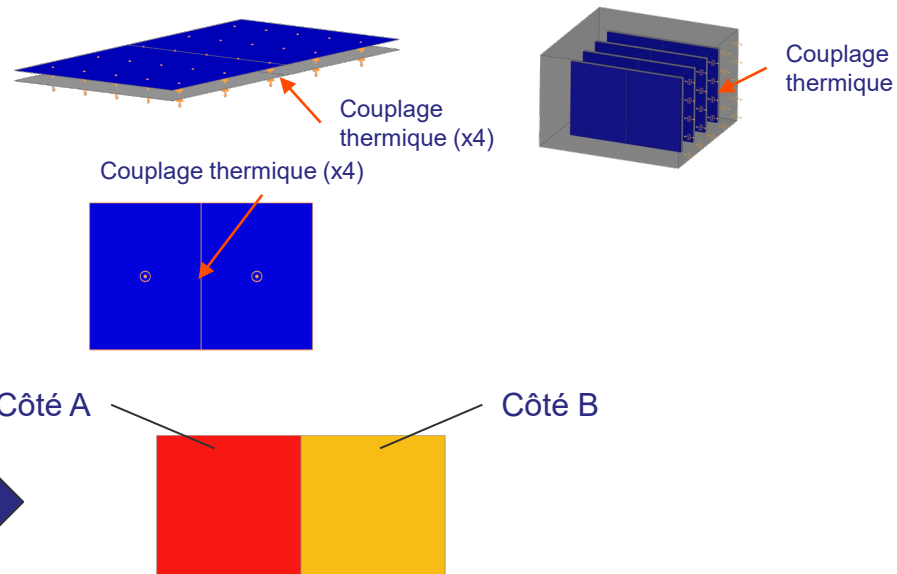 Couplage
thermique
Couplage
thermique (x4)
Couplage thermique (x4)
Côté A
Côté B